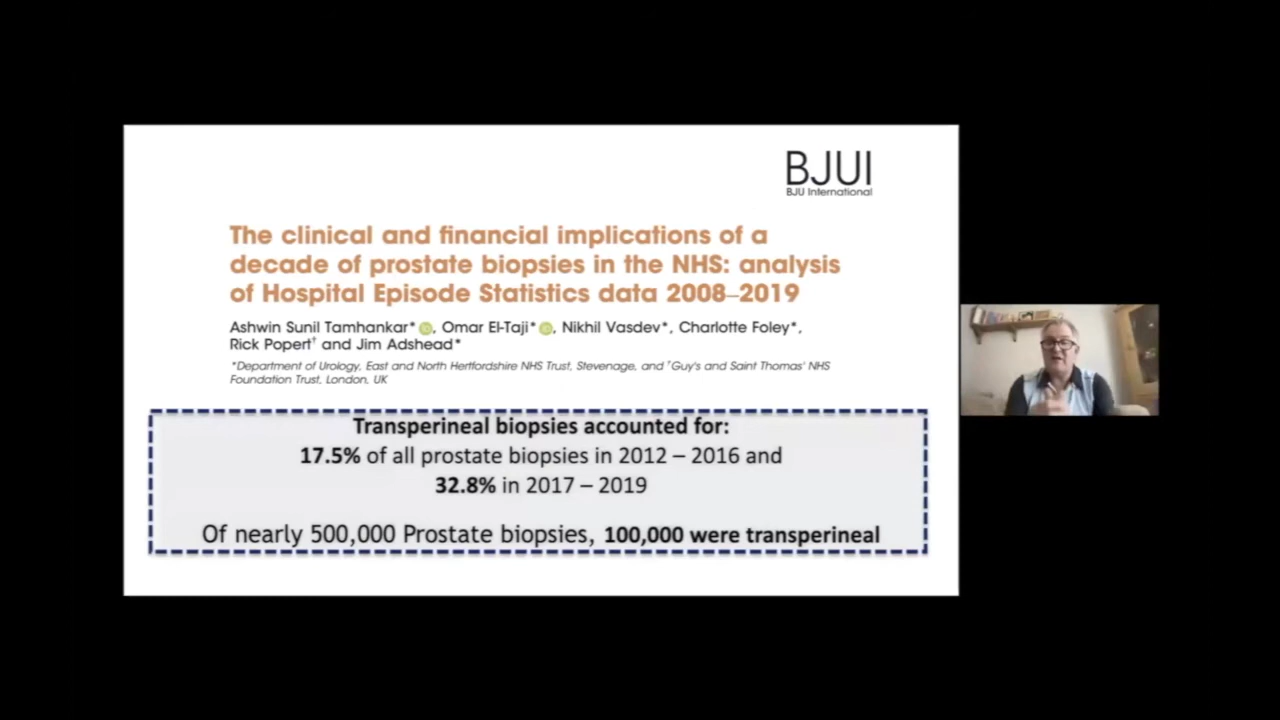 BJUI
BJU International
The clinical and financial implications of a
decade of prostate biopsies in the NHS: analysis
of Hospital Episode Statistics data 2008–2019
Ashwin Sunil Tamhankar* iD, Omar El-Taji* iD, Nikhil Vasdev*, Charlotte Foley*,
Rick Popert† and Jim Adshead*
*Department of Urology, East and North Hertfordshire NHS Trust, Stevenage, and †Guy's and Saint Thomas' NHS
Foundation Trust, London, UK
Transperineal biopsies accounted for:
17.5% of all prostate biopsies in 2012 – 2016 and
32.8% in 2017 – 2019
Of nearly 500,000 Prostate biopsies, 100,000 were transperineal